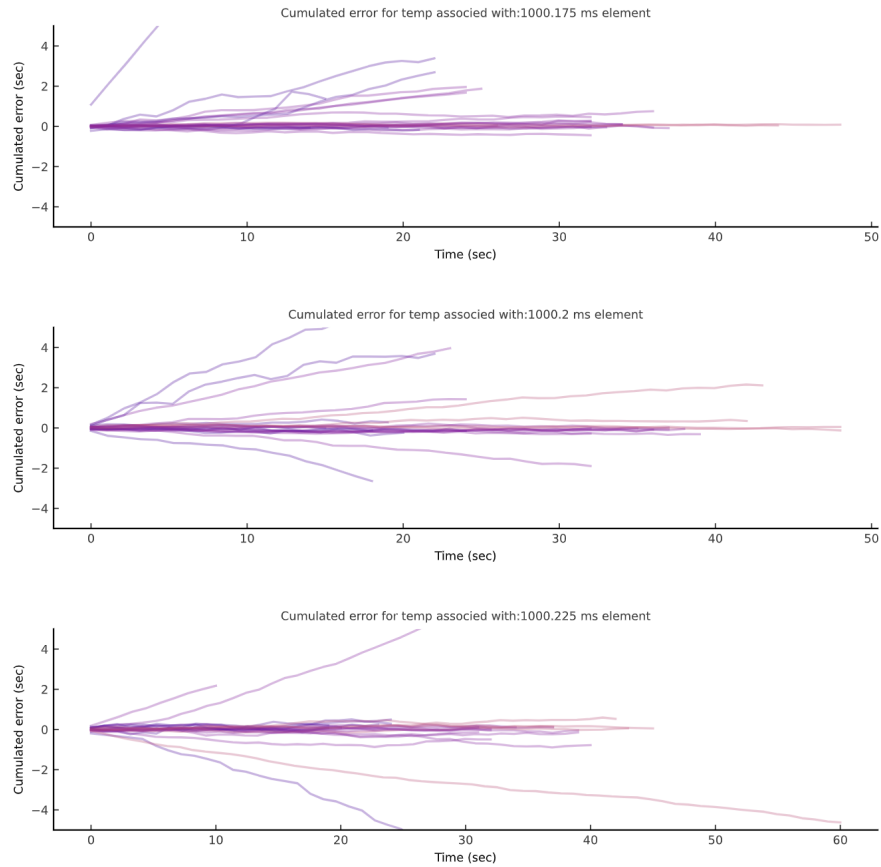 Cumulated error for temp associed with:1000.175 ms element
Cumulated error (sec)
4
2
0
−2
−4
0 10 20 30 40 50
Time (sec)
Cumulated error for temp associed with:1000.2 ms element
Cumulated error (sec)
4
2
0
−2
−4
0 10 20 30 40 50
Time (sec)
Cumulated error for temp associed with:1000.225 ms element
Cumulated error (sec)
4
2
0
−2
−4
0 10 20 30 40 50 60
Time (sec)